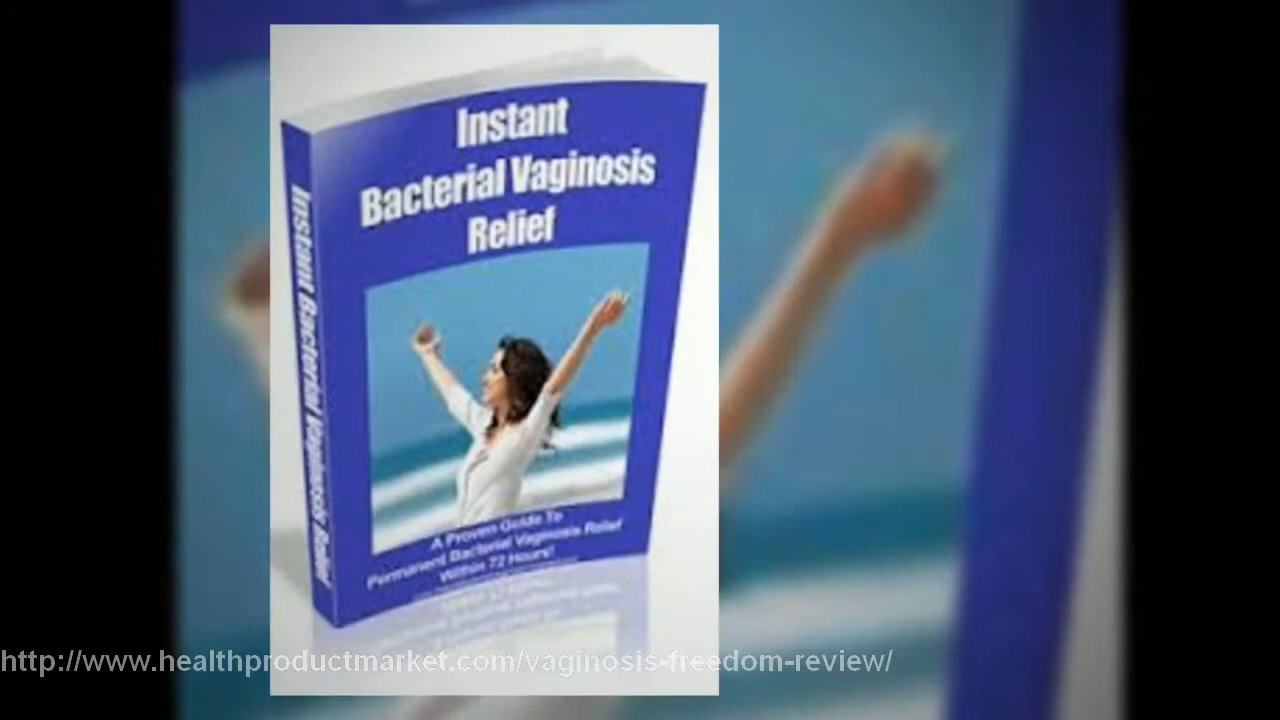 Instant
Bacterial Vaginosis
Relief
Instant Bacterial Vaginosis Relief
A Proven Guide To
Permanent Bacterial Vaginosis Relief
Within 72 Hours!
http://www.healthproductmarket.com/vaginosis-freedom-review/